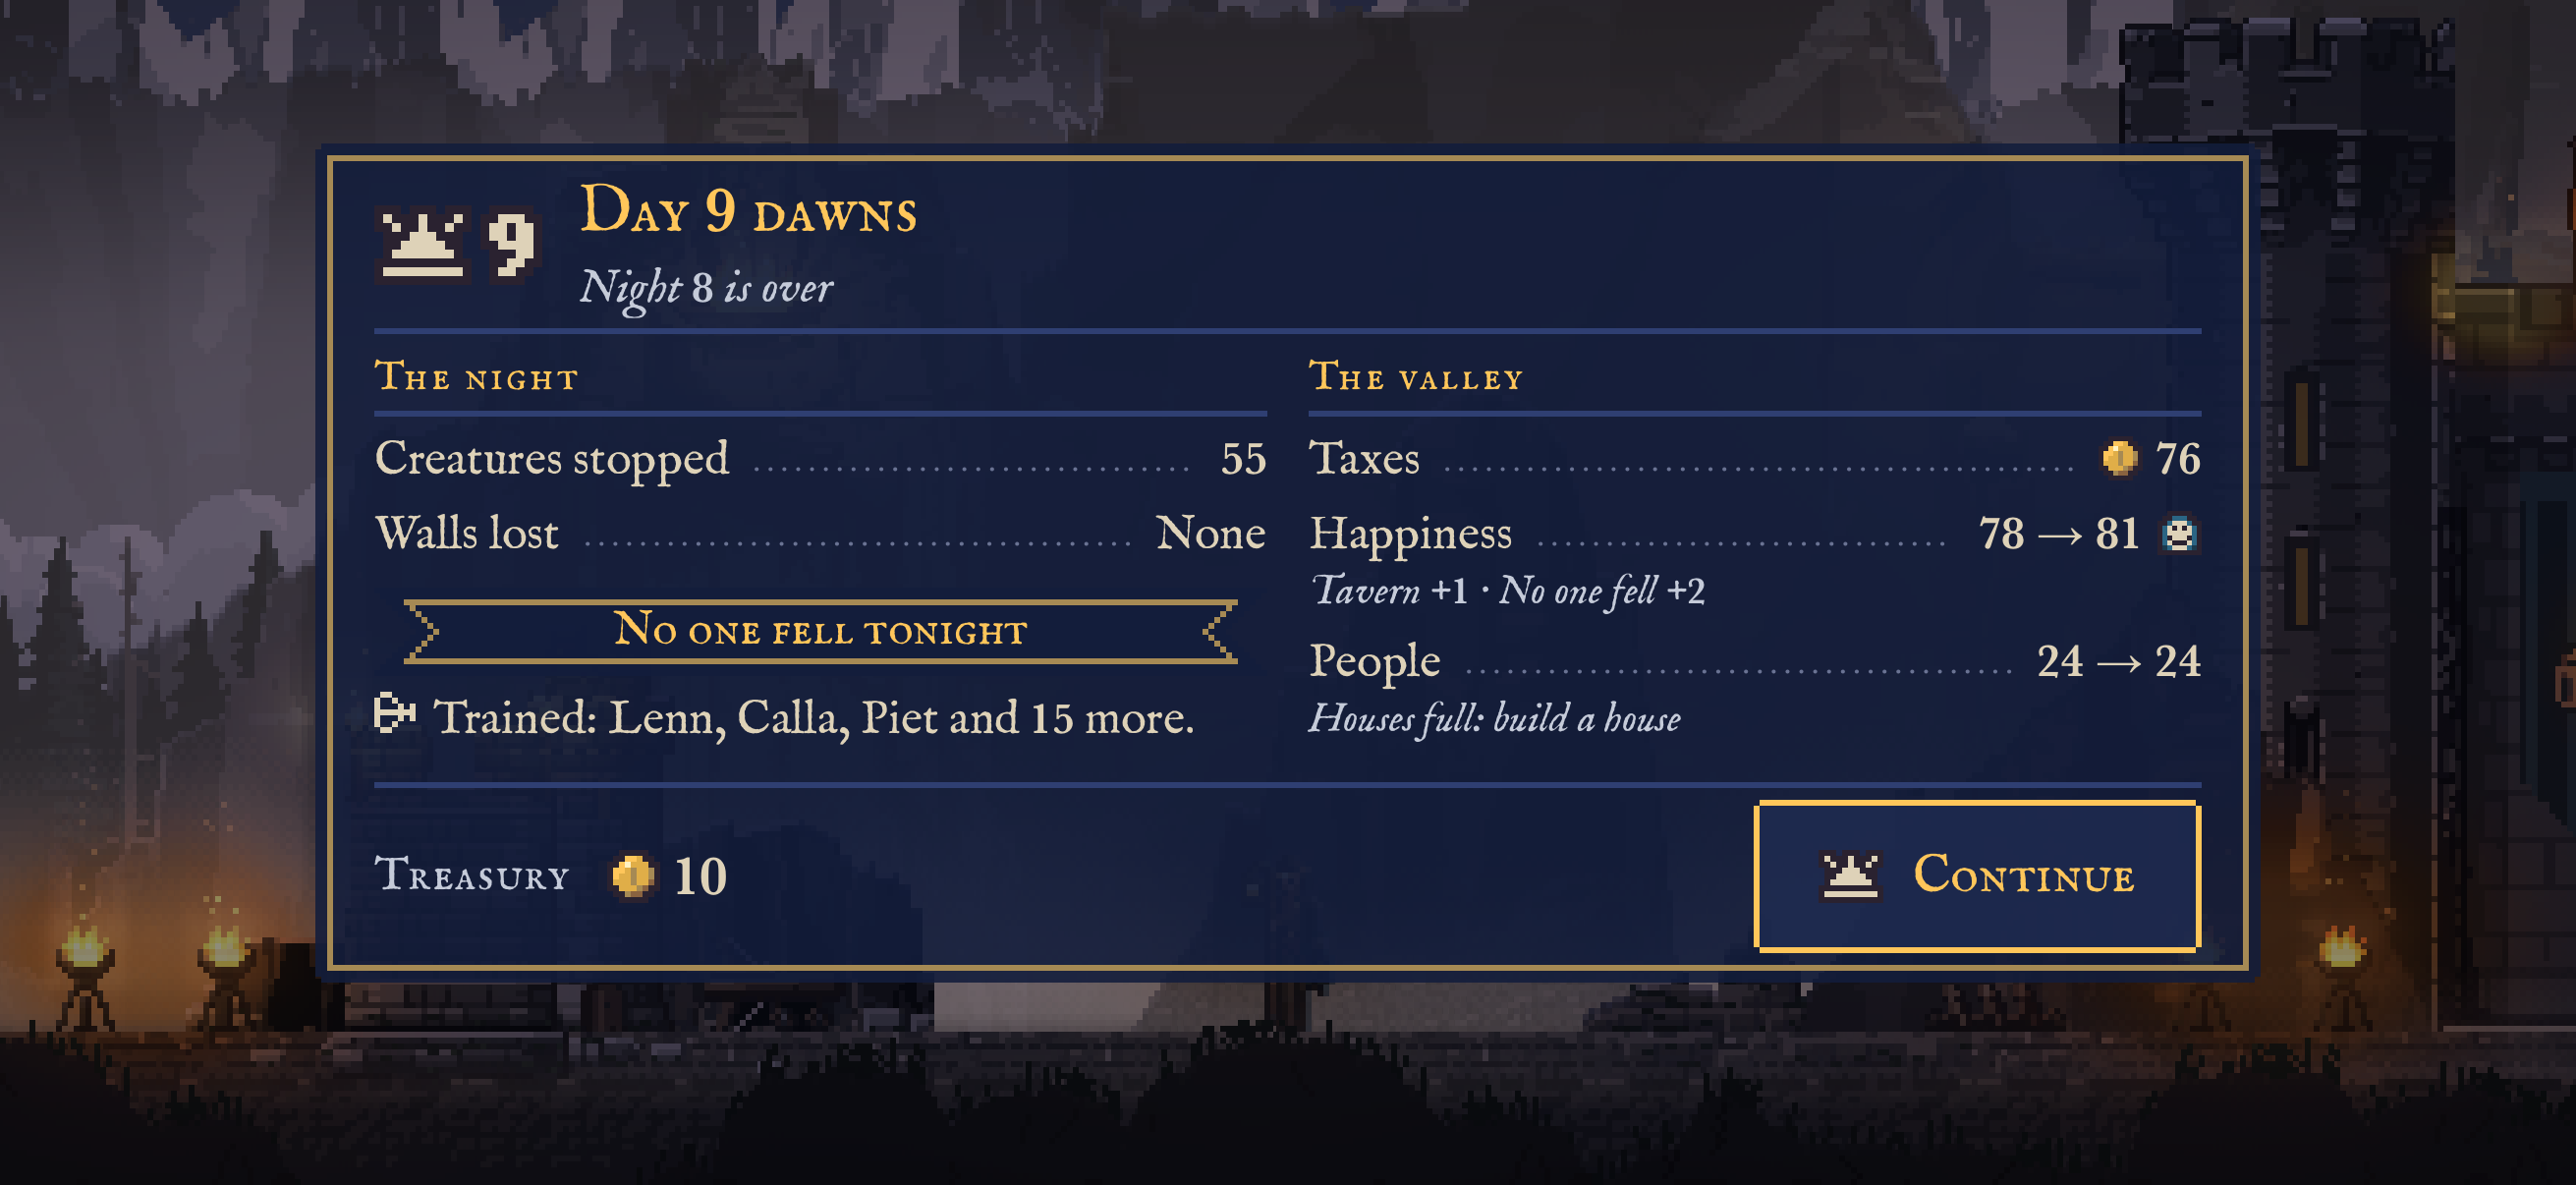 9
Day 9 dawns
Night 8 is over
The night
Creatures stopped 55
Walls lost None
No one fell tonight
Trained: Lenn, Calla, Piet and 15 more.
The valley
Taxes 76
Happiness 78 → 81
Tavern +1 · No one fell +2
People 24 → 24
Houses full: build a house
Treasury 10
Continue